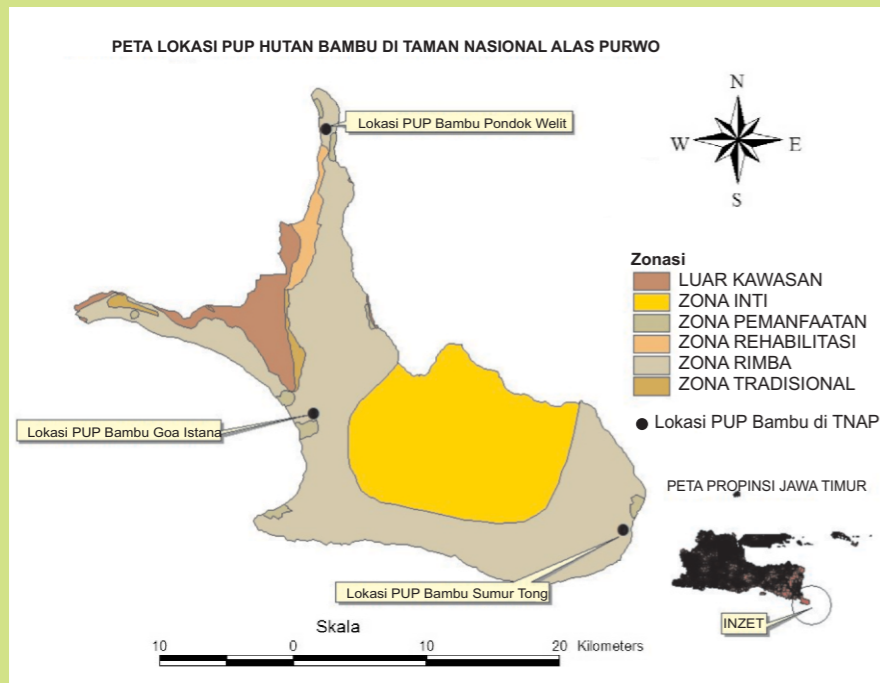 PETA LOKASI PUP HUTAN BAMBU DI TAMAN NASIONAL ALAS PURWO
Lokasi PUP Bambu Pondok Welit
N
W
E
S
Zonasi
LUAR KAWASAN
ZONA INTI
ZONA PEMANFAATAN
ZONA REHABILITASI
ZONA RIMBA
ZONA TRADISIONAL
Lokasi PUP Bambu di TNAP
Lokasi PUP Bambu Goa Istana
PETA PROPINSI JAWA TIMUR
Lokasi PUP Bambu Sumur Tong
INZET
Skala
10 0 10 20 Kilometers